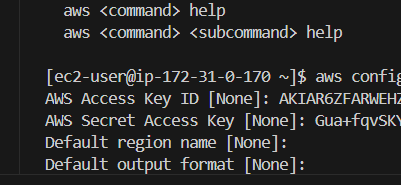 aws <command> help
aws <command> <subcommand> help
[ec2-user@ip-172-31-0-170 ~]$ aws config
AWS Access Key ID [None]: AKIAR6ZFARWEHZ
AWS Secret Access Key [None]: Gua+fqvSKY
Default region name [None]:
Default output format [None]: